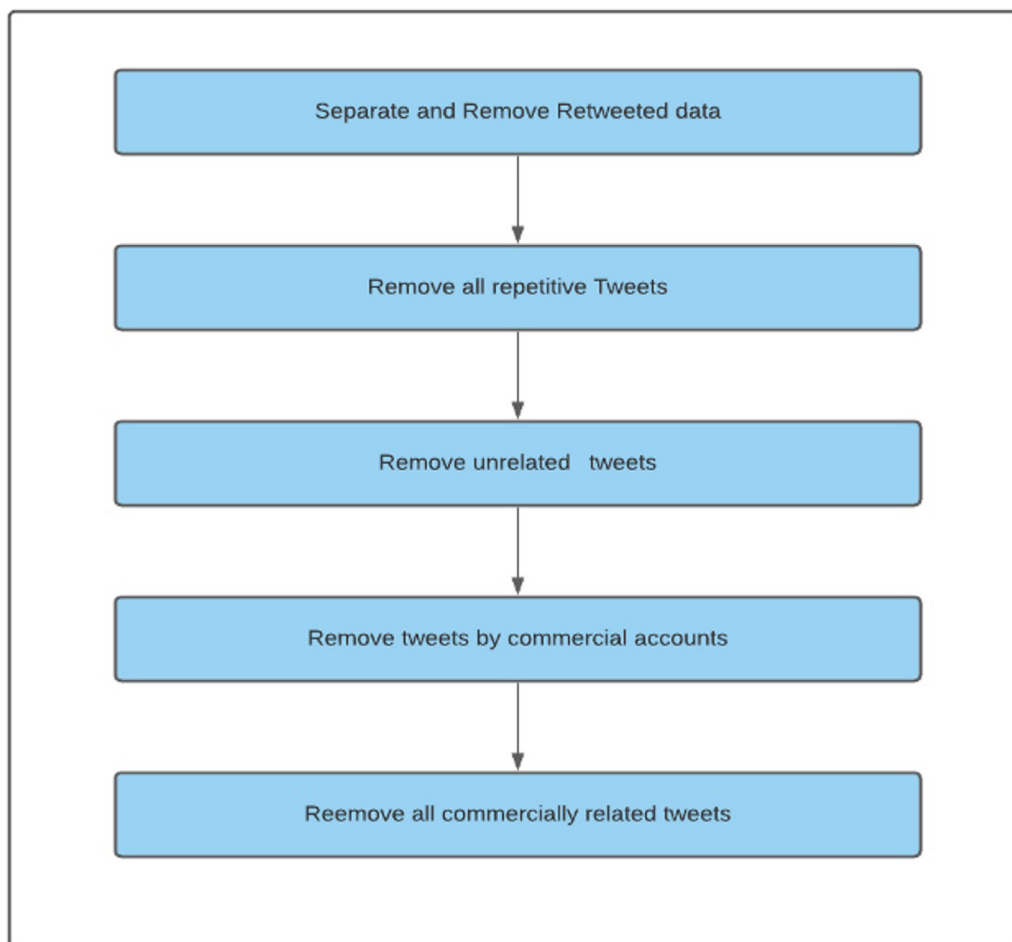 Separate and Remove Retweeted data
Remove all repetitive Tweets
Remove unrelated   tweets
Remove tweets by commercial accounts
Reemove all commercially related tweets